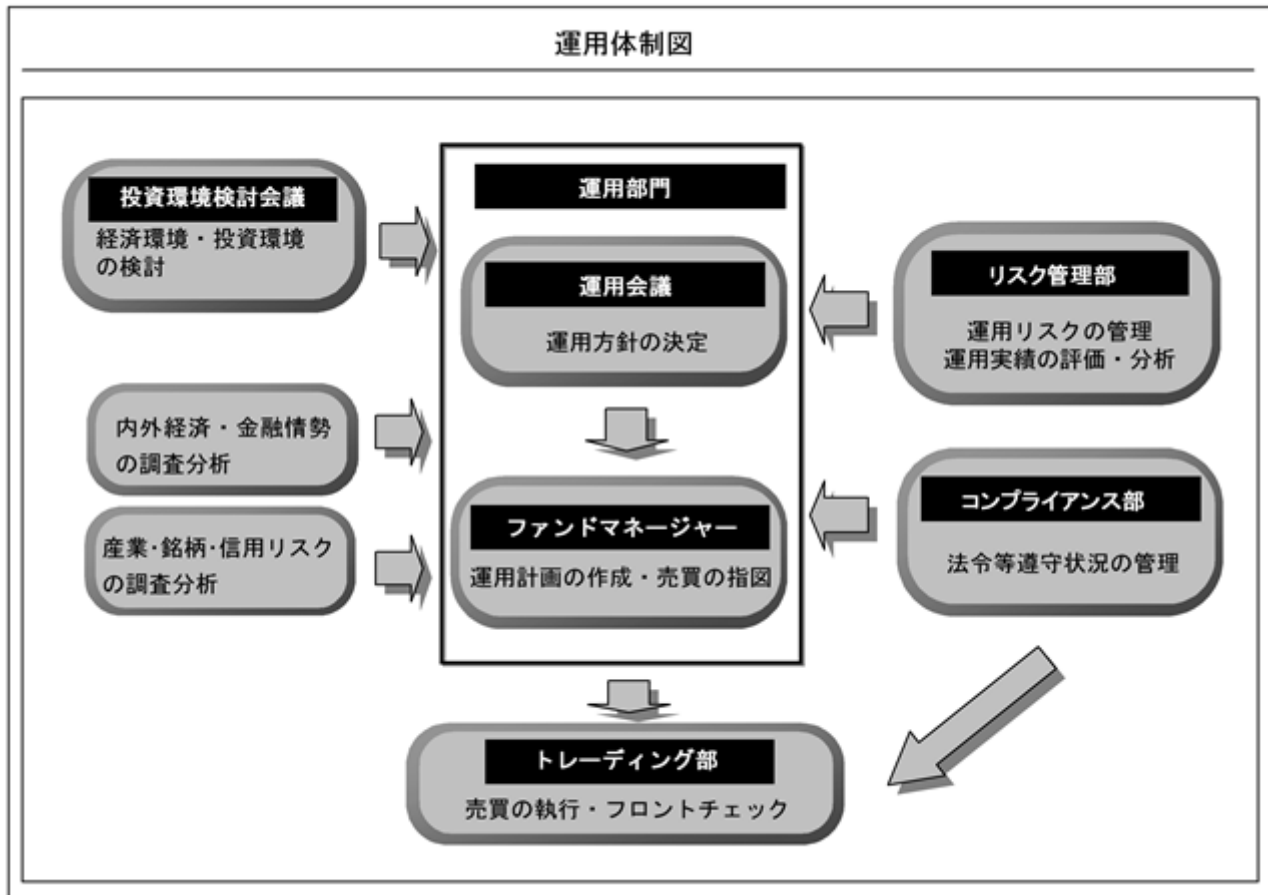 運用体制図
投資環境検討会議
経済環境・投資環境
の検討
内外経済・金融情勢
の調査分析
産業・銘柄・信用リスク
の調査分析
運用部門
運用会議
運用方針の決定
ファンドマネージャー
運用計画の作成・売買の指図
リスク管理部
運用リスクの管理
運用実績の評価・分析
コンプライアンス部
法令等遵守状況の管理
トレーディング部
売買の執行・フロントチェック